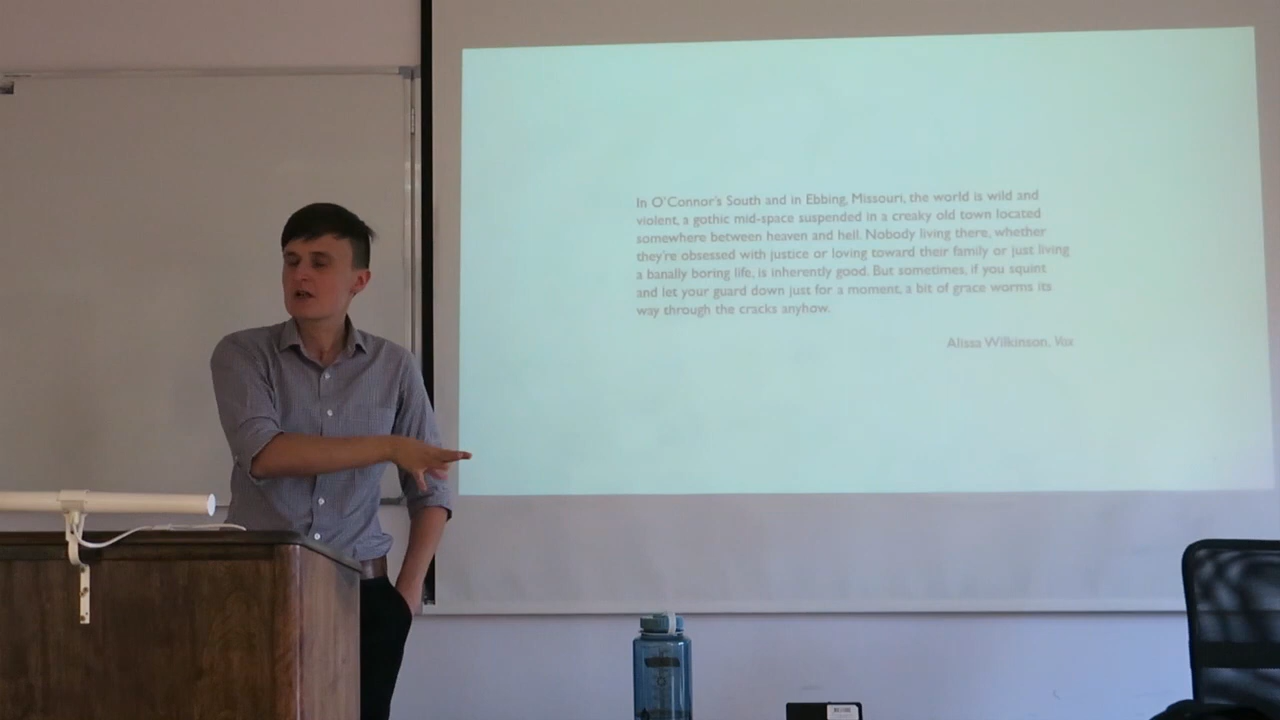 In O'Connor's South and in Ebbing, Missouri, the world is wild and
violent, a gothic mid-space suspended in a creaky old town located
somewhere between heaven and hell. Nobody living there, whether
they're obsessed with justice or loving toward their family or just living
a banally boring life, is inherently good. But sometimes, if you squint
and let your guard down just for a moment, a bit of grace worms its
way through the cracks anyhow.
Alissa Wilkinson, Vox